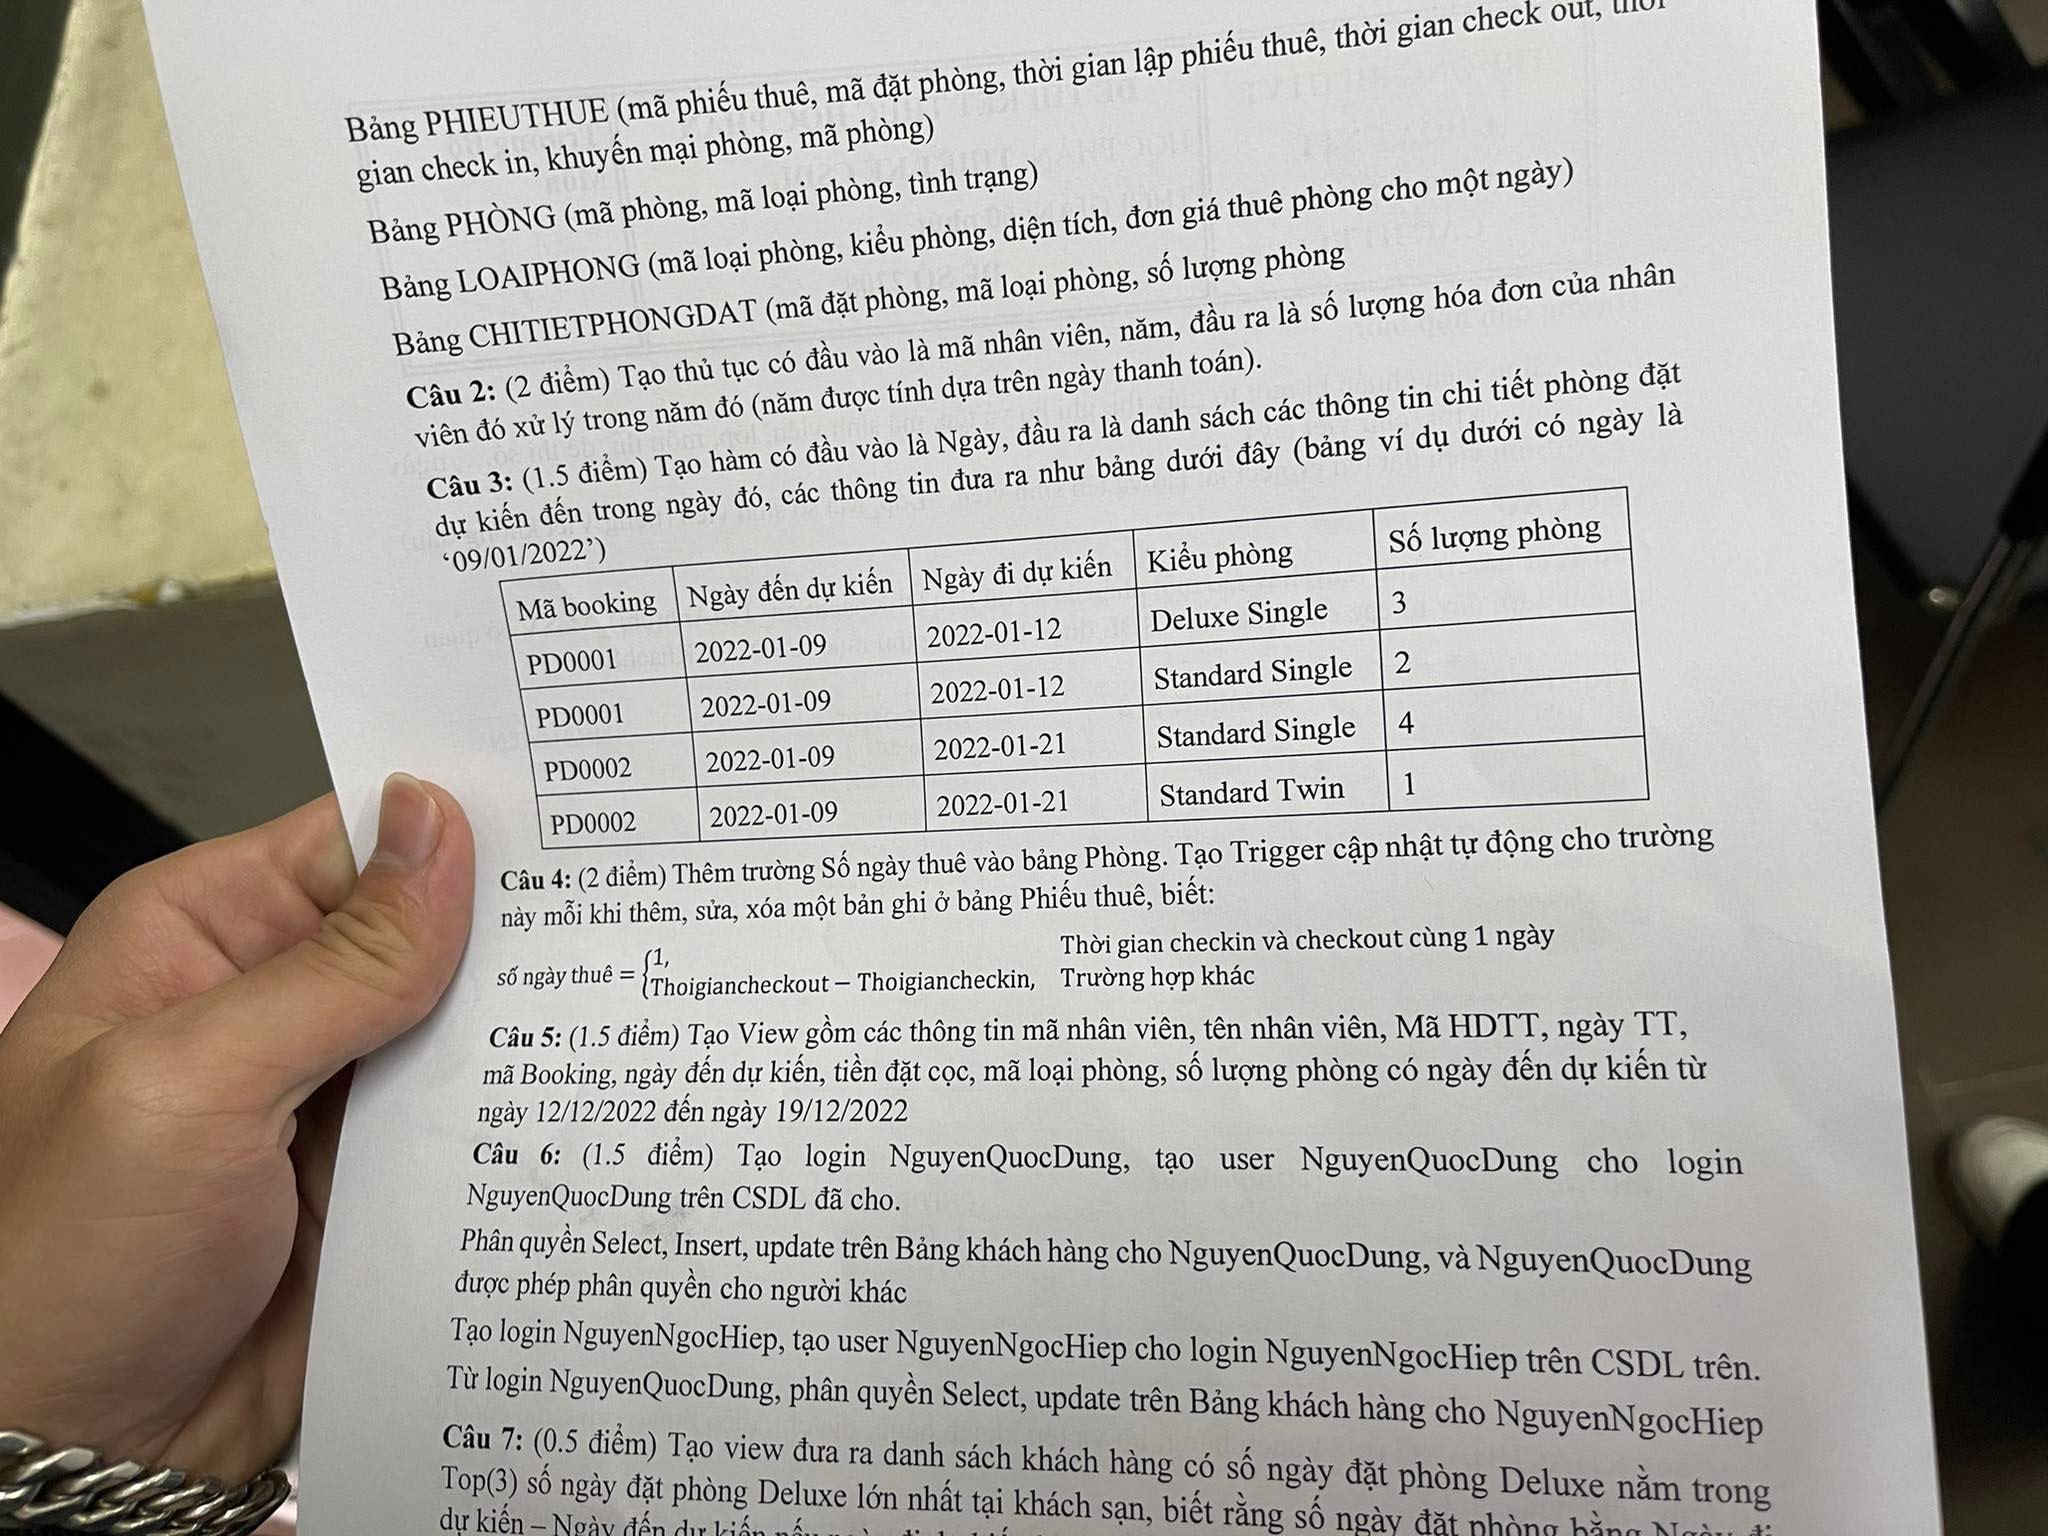 Bảng PHIEUTHUE (mã phiếu thuê, mã đặt phòng, thời gian lập phiếu thuê, thời gian check out, thời
gian check in, khuyến mại phòng, mã phòng)
Bảng PHÒNG (mã phòng, mã loại phòng, tình trạng)
Bảng LOAIPHONG (mã loại phòng, kiểu phòng, diện tích, đơn giá thuê phòng cho một ngày)
Bảng CHITIETPHONGDAT (mã đặt phòng, mã loại phòng, số lượng phòng
Câu 2: (2 điểm) Tạo thủ tục có đầu vào là mã nhân viên, năm, đầu ra là số lượng hóa đơn của nhân
viên đó xử lý trong năm đó (năm được tính dựa trên ngày thanh toán).
Câu 3: (1.5 điểm) Tạo hàm có đầu vào là Ngày, đầu ra là danh sách các thông tin chi tiết phòng đặt
dự kiến đến trong ngày đó, các thông tin đưa ra như bảng dưới đây (bảng ví dụ dưới có ngày là
‘09/01/2022’)
Mã booking Ngày đến dự kiến Ngày đi dự kiến Kiểu phòng Số lượng phòng
PD0001 2022-01-09 2022-01-12 Deluxe Single 3
PD0001 2022-01-09 2022-01-12 Standard Single 2
PD0002 2022-01-09 2022-01-21 Standard Single 4
PD0002 2022-01-09 2022-01-21 Standard Twin 1
Câu 4: (2 điểm) Thêm trường Số ngày thuê vào bảng Phòng. Tạo Trigger cập nhật tự động cho trường
này mỗi khi thêm, sửa, xóa một bản ghi ở bảng Phiếu thuê, biết:
số ngày thuê = { 1, Thời gian checkin và checkout cùng 1 ngày
Thoigiancheckout − Thoigiancheckin, Trường hợp khác
Câu 5: (1.5 điểm) Tạo View gồm các thông tin mã nhân viên, tên nhân viên, Mã HDTT, ngày TT,
mã Booking, ngày đến dự kiến, tiền đặt cọc, mã loại phòng, số lượng phòng có ngày đến dự kiến từ
ngày 12/12/2022 đến ngày 19/12/2022
Câu 6: (1.5 điểm) Tạo login NguyenQuocDung, tạo user NguyenQuocDung cho login
NguyenQuocDung trên CSDL đã cho.
Phân quyền Select, Insert, update trên Bảng khách hàng cho NguyenQuocDung, và NguyenQuocDung
được phép phân quyền cho người khác
Tạo login NguyenNgocHiep, tạo user NguyenNgocHiep cho login NguyenNgocHiep trên CSDL trên.
Từ login NguyenQuocDung, phân quyền Select, update trên Bảng khách hàng cho NguyenNgocHiep
Câu 7: (0.5 điểm) Tạo view đưa ra danh sách khách hàng có số ngày đặt phòng Deluxe nằm trong
Top(3) số ngày đặt phòng Deluxe lớn nhất tại khách sạn, biết rằng số ngày đặt phòng bằng Ngày đi
dự kiến – Ngày đến dự kiến